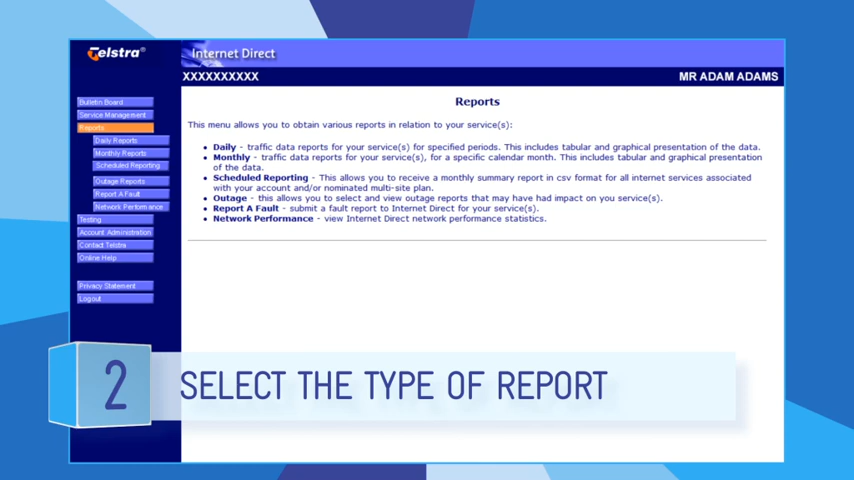 Telstra®
Internet Direct
XXXXXXXXXX
MR ADAM ADAMS
Bulletin Board
Service Management
Reports
Daily Reports
Monthly Reports
Scheduled Reporting
Outage Reports
Report A Fault
Network Performance
Testing
Account Administration
Contact Telstra
Online Help
Privacy Statement
Logout
Reports
This menu allows you to obtain various reports in relation to your service(s):
• Daily - traffic data reports for your service(s) for specified periods. This includes tabular and graphical presentation of the data.
• Monthly - traffic data reports for your service(s), for a specific calendar month. This includes tabular and graphical presentation
of the data.
• Scheduled Reporting - This allows you to receive a monthly summary report in csv format for all internet services associated
with your account and/or nominated multi-site plan.
• Outage - this allows you to select and view outage reports that may have had impact on you service(s).
• Report A Fault - submit a fault report to Internet Direct for your service(s).
• Network Performance - view Internet Direct network performance statistics.
2 SELECT THE TYPE OF REPORT